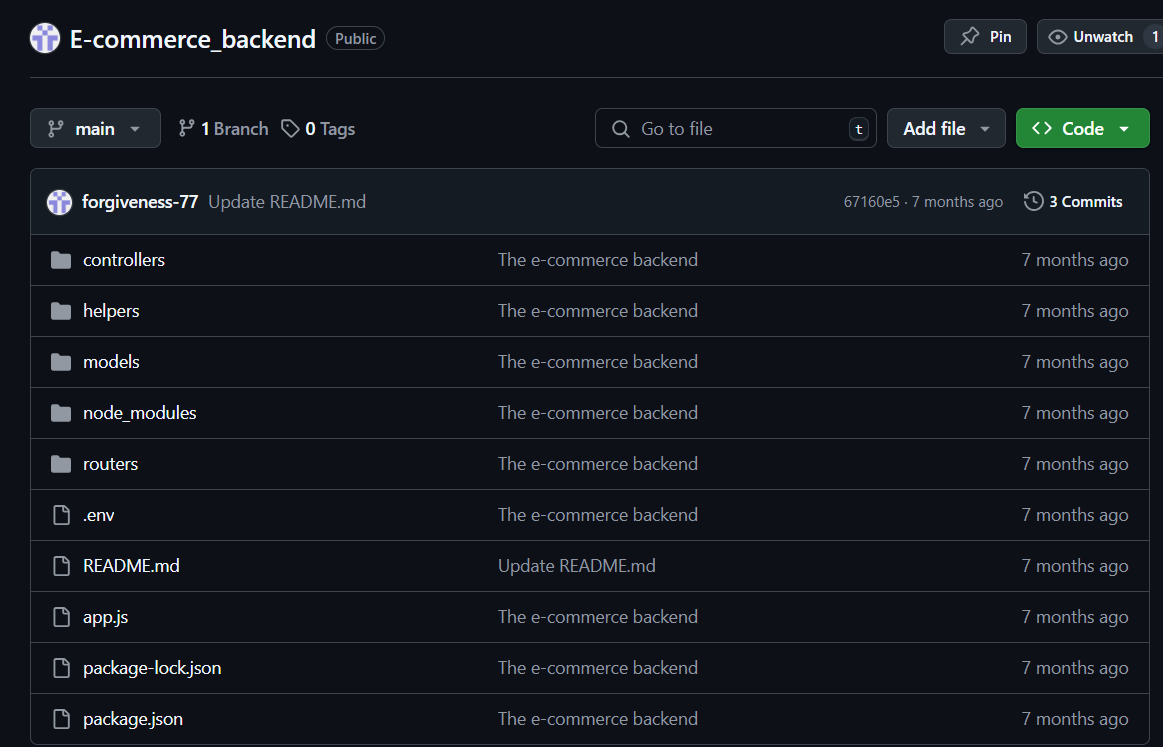 E-commerce_backend Public Pin Unwatch 1
main 1 Branch 0 Tags Go to file t Add file <> Code
forgiveness-77 Update README.md 67160e5 · 7 months ago 3 Commits
controllers The e-commerce backend 7 months ago
helpers The e-commerce backend 7 months ago
models The e-commerce backend 7 months ago
node_modules The e-commerce backend 7 months ago
routers The e-commerce backend 7 months ago
.env The e-commerce backend 7 months ago
README.md Update README.md 7 months ago
app.js The e-commerce backend 7 months ago
package-lock.json The e-commerce backend 7 months ago
package.json The e-commerce backend 7 months ago